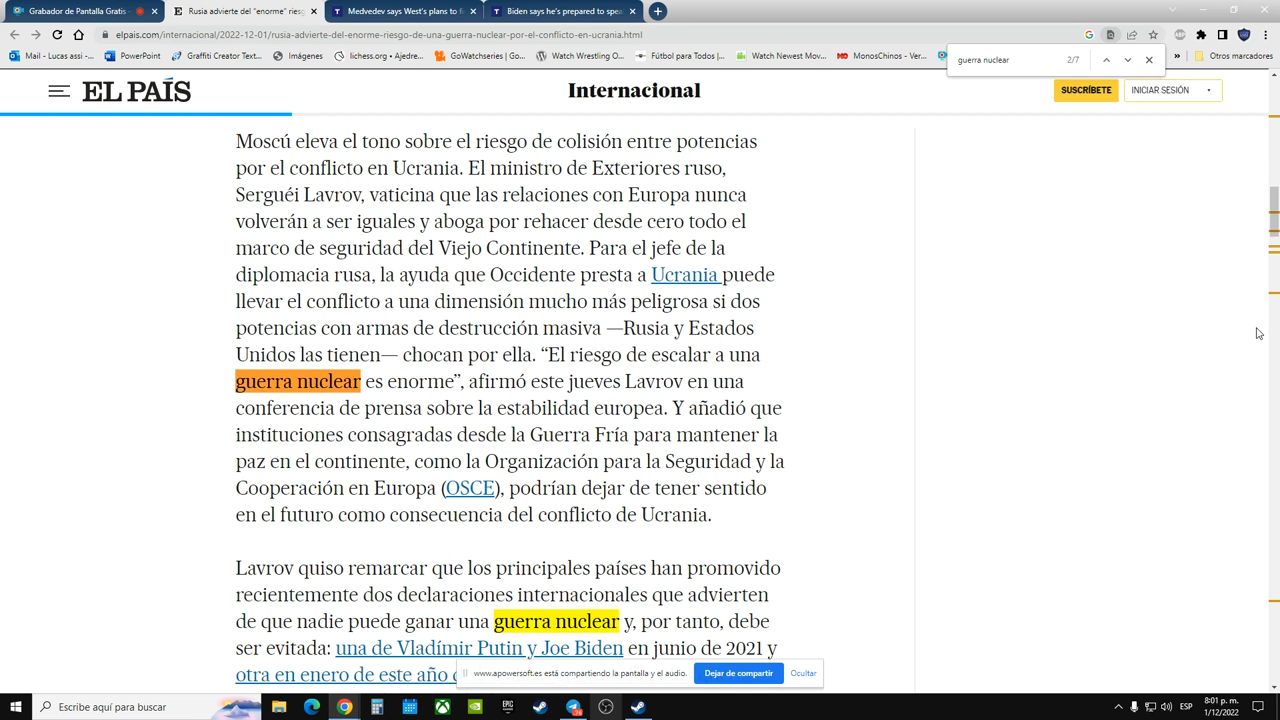 Grabador de Pantalla Gratis -
Rusia advierte del "enorme" riesg
Medvedev says West's plans to fi
Biden says he's prepared to speak
elpais.com/internacional/2022-12-01/rusia-advierte-del-enorme-riesgo-de-una-guerra-nuclear-por-el-conflicto-en-ucrania.html
Mail - Lucas assi - ...
PowerPoint
Graffiti Creator Text...
Imágenes
lichess.org • Ajedre...
GoWatchseries | W...
Watch Wrestling O...
Fútbol para Todos |...
Watch Newest Mov...
MonosChinos - Ver...
Otros marcadores
guerra nuclear 2/7
EL PAÍS
Internacional
SUSCRÍBETE
INICIAR SESIÓN
Moscú eleva el tono sobre el riesgo de colisión entre potencias
por el conflicto en Ucrania. El ministro de Exteriores ruso,
Serguéi Lavrov, vaticina que las relaciones con Europa nunca
volverán a ser iguales y aboga por rehacer desde cero todo el
marco de seguridad del Viejo Continente. Para el jefe de la
diplomacia rusa, la ayuda que Occidente presta a Ucrania puede
llevar el conflicto a una dimensión mucho más peligrosa si dos
potencias con armas de destrucción masiva —Rusia y Estados
Unidos las tienen— chocan por ella. “El riesgo de escalar a una
guerra nuclear es enorme”, afirmó este jueves Lavrov en una
conferencia de prensa sobre la estabilidad europea. Y añadió que
instituciones consagradas desde la Guerra Fría para mantener la
paz en el continente, como la Organización para la Seguridad y la
Cooperación en Europa (OSCE), podrían dejar de tener sentido
en el futuro como consecuencia del conflicto de Ucrania.
Lavrov quiso remarcar que los principales países han promovido
recientemente dos declaraciones internacionales que advierten
de que nadie puede ganar una guerra nuclear y, por tanto, debe
ser evitada: una de Vladímir Putin y Joe Biden en junio de 2021 y
otra en enero de este año
www.apowersoft.es está compartiendo la pantalla y el audio.
Dejar de compartir
Ocultar
Escribe aquí para buscar
ESP
8:01 p. m.
1/12/2022